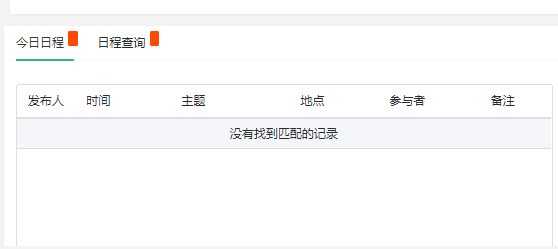 今日日程 日程查询
发布人 时间 主题 地点 参与者 备注
没有找到匹配的记录